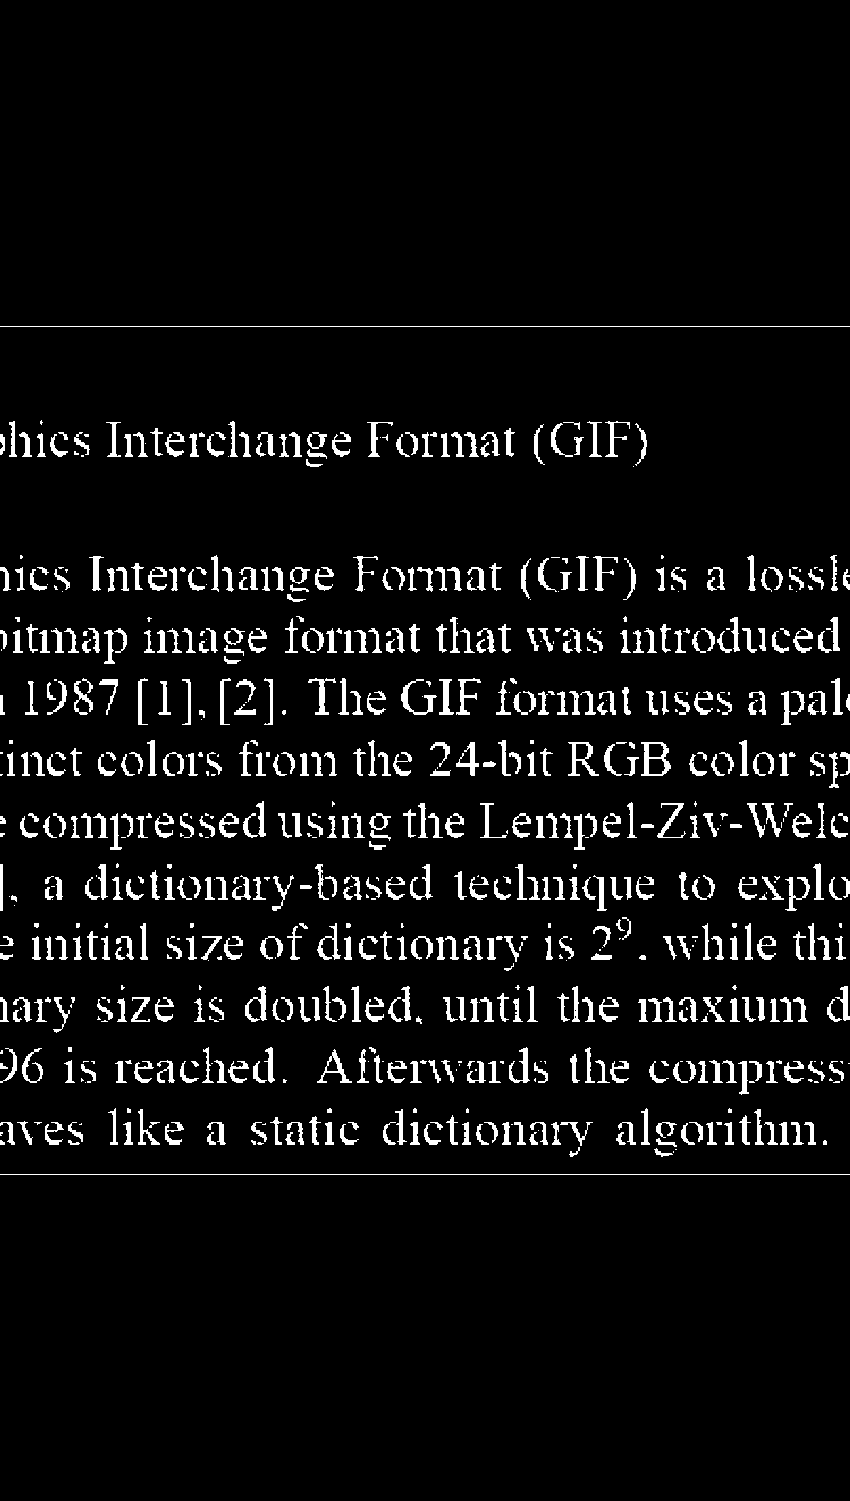 phics Interchange Format (GIF)
hics Interchange Format (GIF) is a lossle
bitmap image format that was introduced
n 1987 [1], [2]. The GIF format uses a pale
tinct colors from the 24-bit RGB color sp
e compressed using the Lempel-Ziv-Welc
], a dictionary-based technique to explo
e initial size of dictionary is 2⁹, while thi
nary size is doubled, until the maxium d
96 is reached. Afterwards the compress
aves like a static dictionary algorithm.